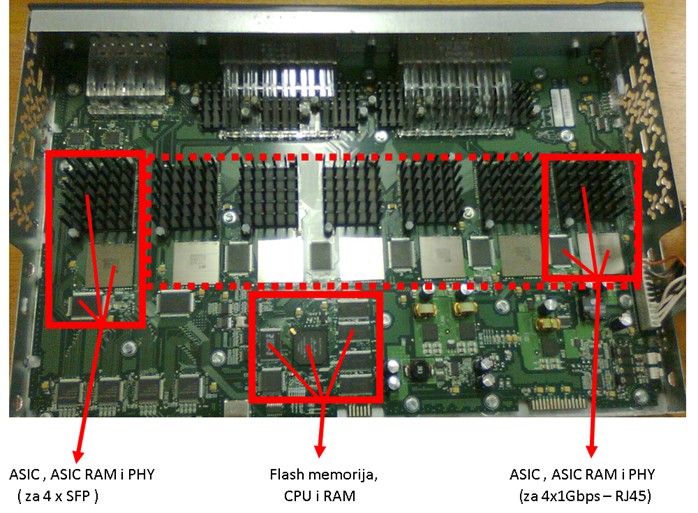 ASIC , ASIC RAM i PHY
( za 4 x SFP )
Flash memorija,
CPU i RAM
ASIC , ASIC RAM i PHY
(za 4x1Gbps – RJ45)